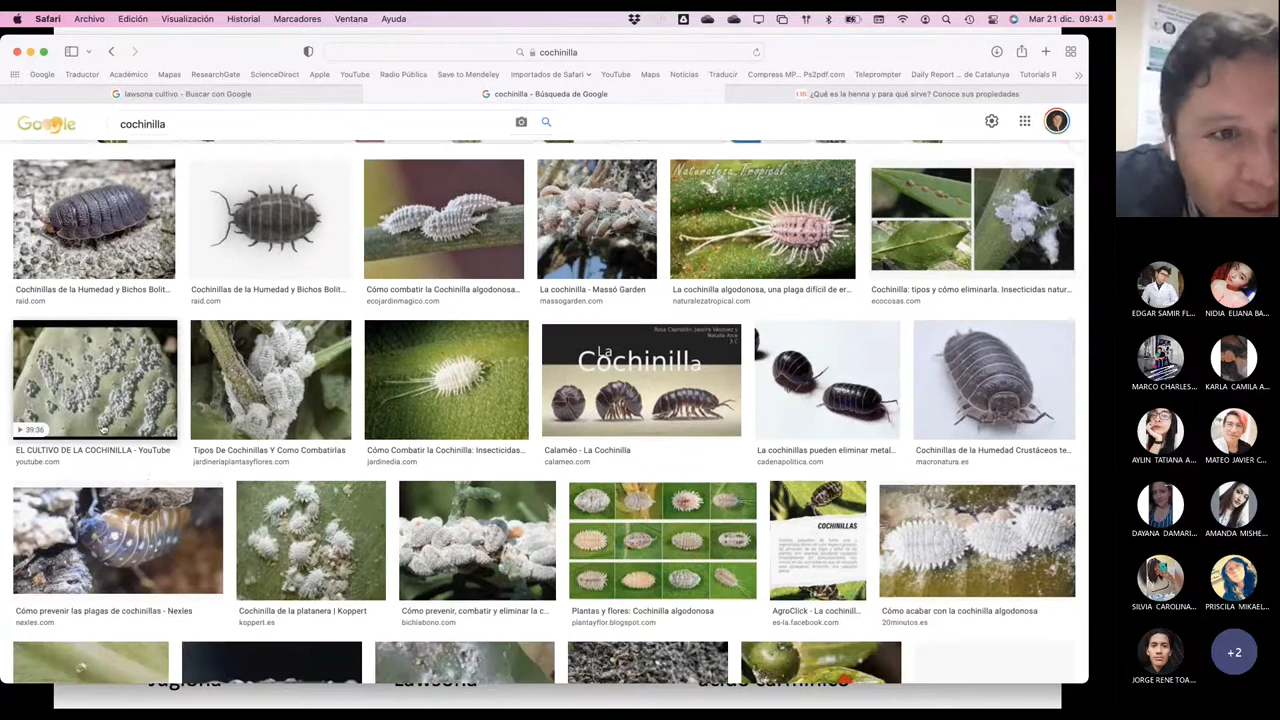 Safari Archivo Edición Visualización Historial Marcadores Ventana Ayuda Mar 21 dic. 09:43
cochinilla
Google Traductor Académico Mapas ResearchGate ScienceDirect Apple YouTube Radio Pública Save to Mendeley Importados de Safari YouTube Maps Noticias Traducir Compress MP... Ps2pdf.com Teleprompter Daily Report ... de Catalunya Tutorials R
lawsona cultivo - Buscar con Google cochinilla - Búsqueda de Google ¿Qué es la henna y para qué sirve? Conoce sus propiedades
Google cochinilla
Naturaleza Tropical
Cochinillas de la Humedad y Bichos Bolit... Cochinillas de la Humedad y Bichos Bolit... Cómo combatir la Cochinilla algodonosa... La cochinilla - Massó Garden La cochinilla algodonosa, una plaga difícil de er... Cochinilla: tipos y cómo eliminarla. Insecticidas natur...
raid.com raid.com ecojardinmagico.com massogarden.com naturalezatropical.com ecocosas.com
La
Cochinilla
39:36
EL CULTIVO DE LA COCHINILLA - YouTube Tipos De Cochinillas Y Como Combatirlas Cómo Combatir la Cochinilla: Insecticidas... Calaméo - La Cochinilla La cochinillas pueden eliminar metal... Cochinillas de la Humedad Crustáceos te...
youtube.com jardineriaplantasyflores.com jardinedia.com calameo.com cadenapolitica.com macronatura.es
COCHINILLAS
Cómo prevenir las plagas de cochinillas - Nexles Cochinilla de la platanera | Koppert Cómo prevenir, combatir y eliminar la c... Plantas y flores: Cochinilla algodonosa AgroClick - La cochinill... Cómo acabar con la cochinilla algodonosa
nexles.com koppert.es bichiabono.com plantayflor.blogspot.com es-la.facebook.com 20minutos.es
EDGAR SAMIR FL... NIDIA ELIANA BA...
MARCO CHARLES... KARLA CAMILA A...
AYLIN TATIANA A... MATEO JAVIER C...
DAYANA DAMARI... AMANDA MISHE...
SILVIA CAROLINA... PRISCILA MIKAEL...
+2
JORGE RENE TOA...